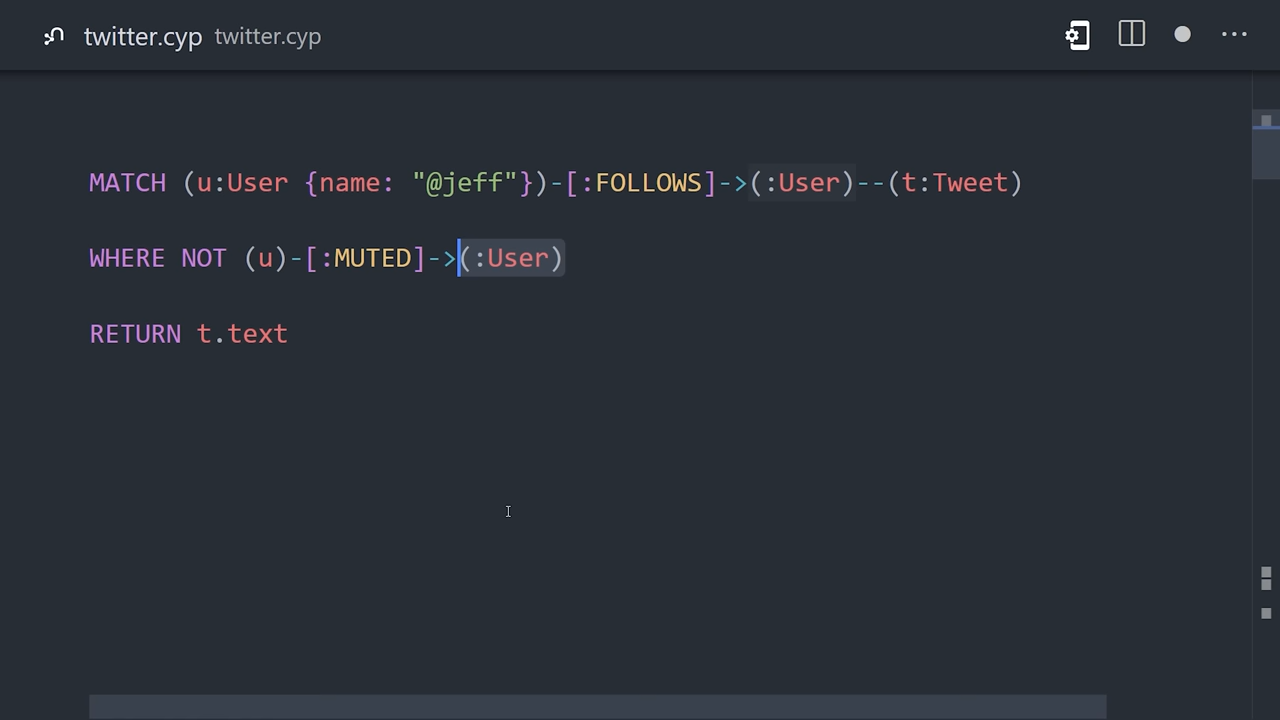 twitter.cyp twitter.cyp
MATCH (u:User {name: "@jeff"})-[:FOLLOWS]->(:User)--(t:Tweet)
WHERE NOT (u)-[:MUTED]->(:User)
RETURN t.text